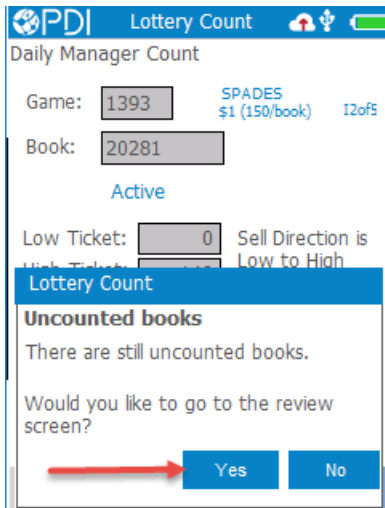 PDI Lottery Count
Daily Manager Count
Game: 1393 SPADES
$1 (150/book) I2of5
Book: 20281
Active
Low Ticket: 0 Sell Direction is
Low to High
Lottery Count
Uncounted books
There are still uncounted books.
Would you like to go to the review
screen?
Yes No